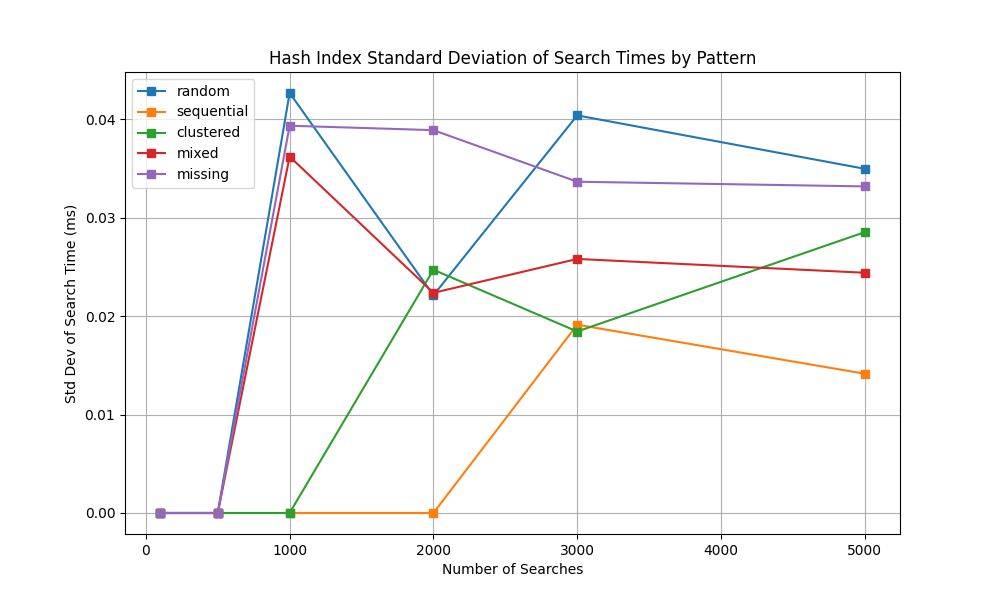 Hash Index Standard Deviation of Search Times by Pattern
random
sequential
clustered
mixed
missing
Std Dev of Search Time (ms)
0.04
0.03
0.02
0.01
0.00
0 1000 2000 3000 4000 5000
Number of Searches